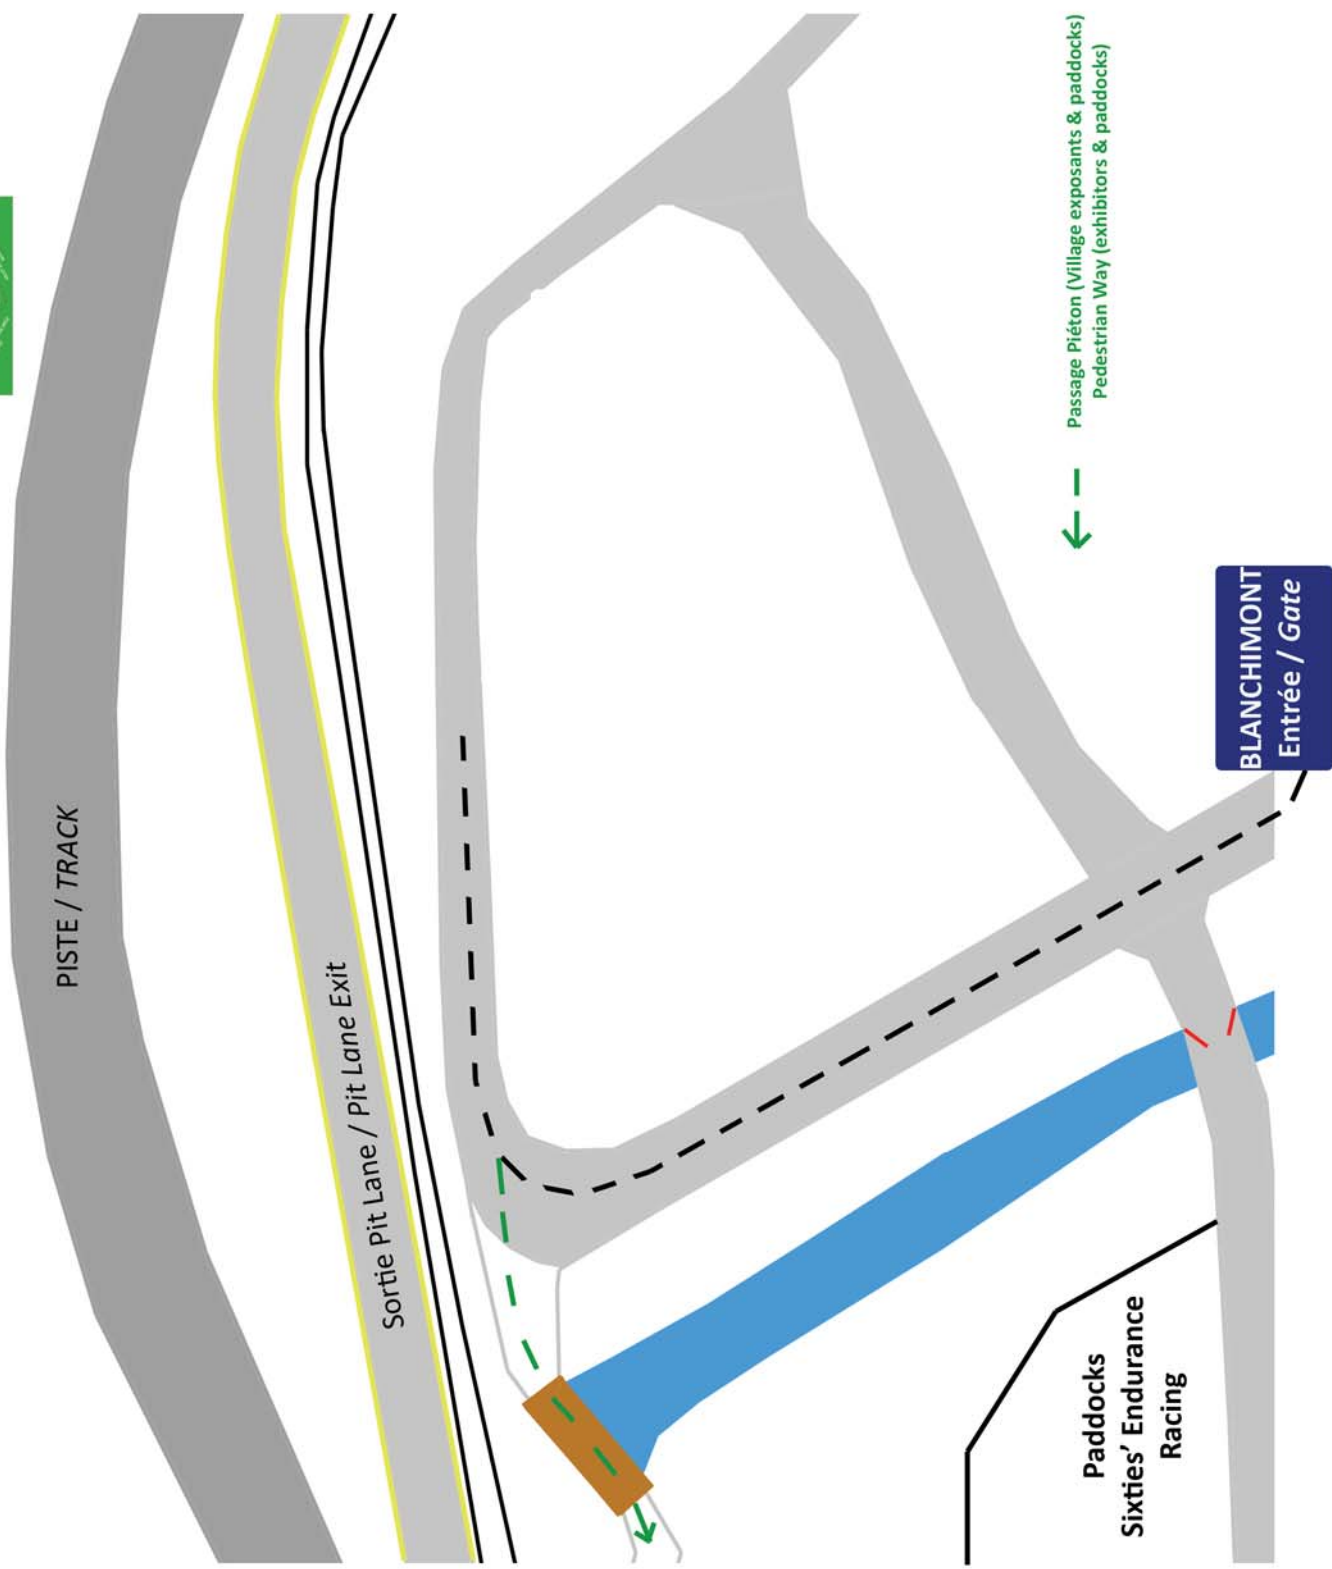 PISTE / TRACK
Sortie Pit Lane / Pit Lane Exit
Passage Piéton (Village exposants & paddocks)
Pedestrian Way (exhibitors & paddocks)
BLANCHIMONT
Entrée / Gate
Paddocks
Sixties' Endurance
Racing